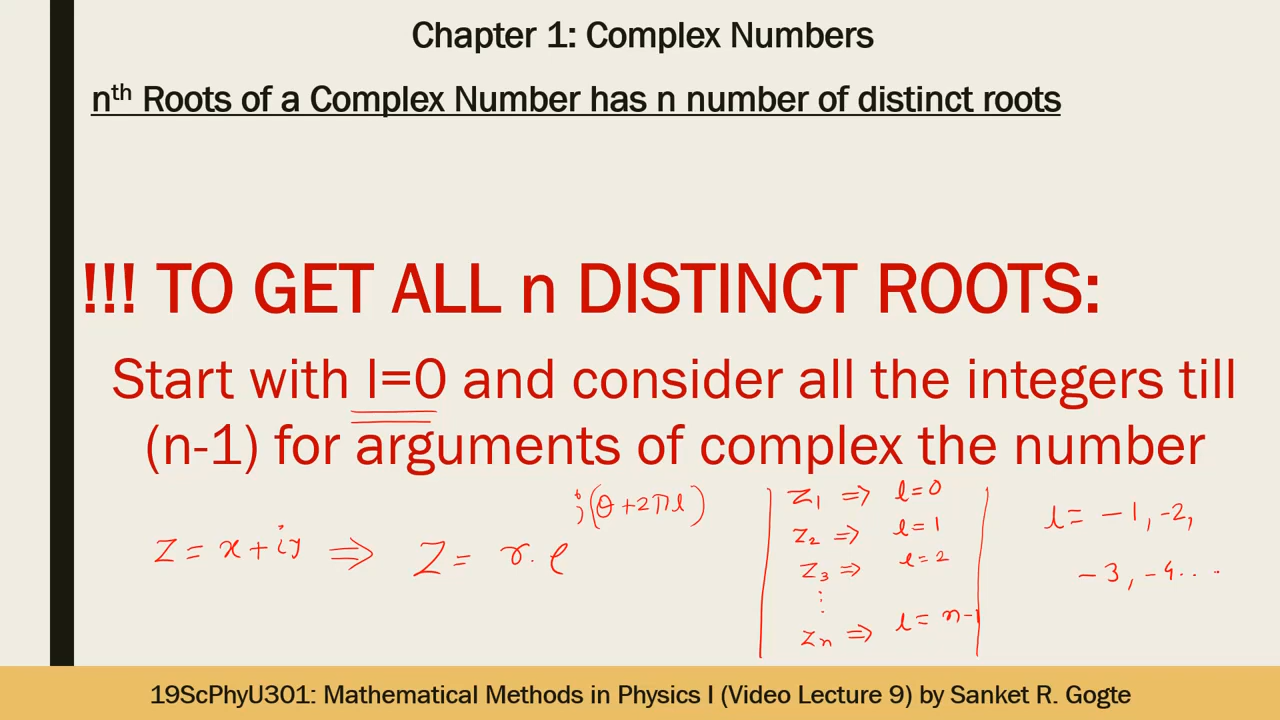 Chapter 1: Complex Numbers
nth Roots of a Complex Number has n number of distinct roots
!!! TO GET ALL n DISTINCT ROOTS:
Start with l=0 and consider all the integers till
(n-1) for arguments of complex the number
z = x + iy ⇒ z = r. e^i(θ+2πl)
z1 ⇒ l=0
z2 ⇒ l=1
z3 ⇒ l=2
⋮
zn ⇒ l= n-1
l= -1, -2,
-3, -4....
19ScPhyU301: Mathematical Methods in Physics I (Video Lecture 9) by Sanket R. Gogte